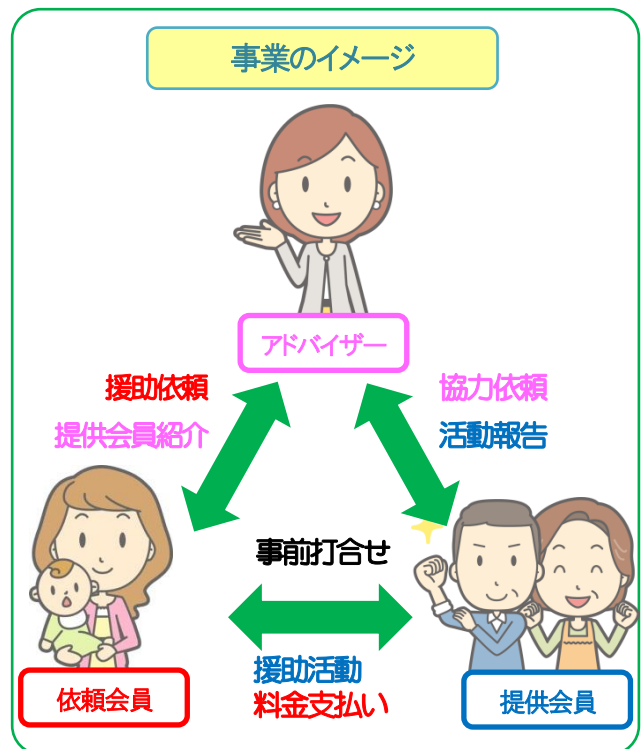 事業のイメージ
アドバイザー
援助依頼
提供会員紹介
協力依頼
活動報告
事前打合せ
援助活動
料金支払い
依頼会員
提供会員